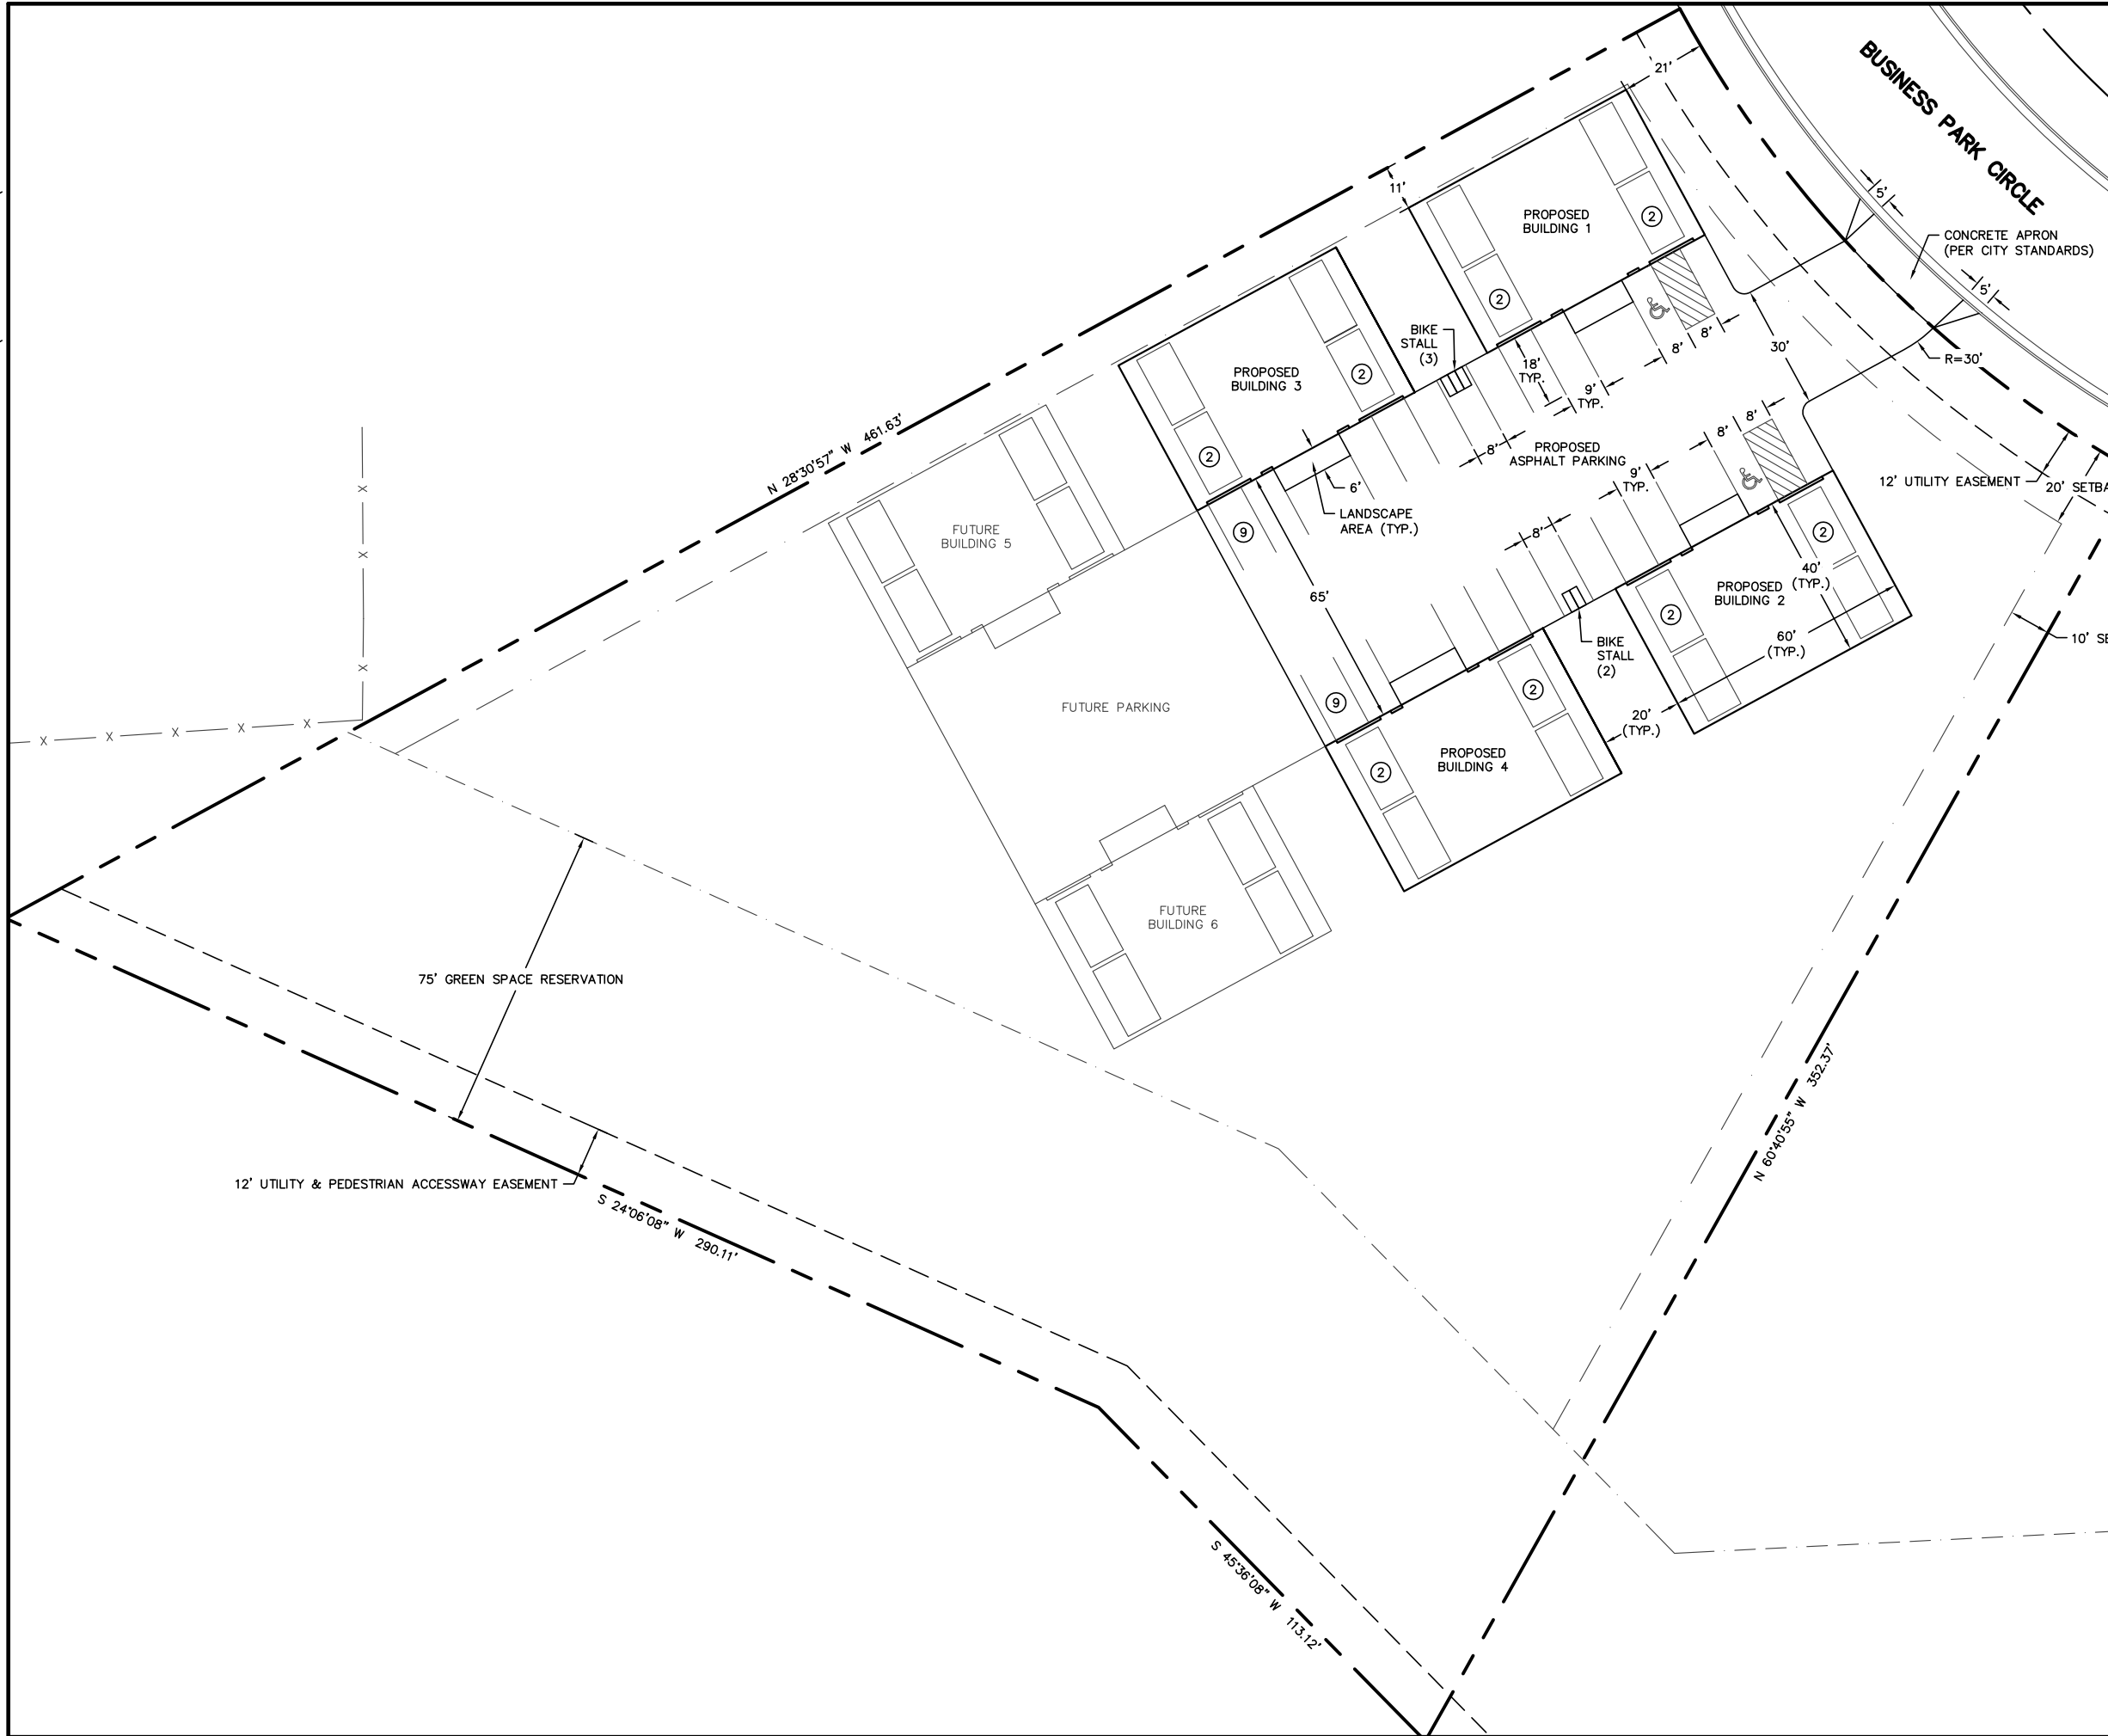 BUSINESS PARK CIRCLE
21'
11'
PROPOSED
BUILDING 1
2
2
5'
CONCRETE APRON
(PER CITY STANDARDS)
5'
BIKE
STALL
(3)
8'
8'
30'
R=30'
18'
TYP.
9'
TYP.
PROPOSED
BUILDING 3
2
2
8'
PROPOSED
ASPHALT PARKING
8'
8'
12' UTILITY EASEMENT
20' SETBA
N 28°30'57" W 461.63'
6'
LANDSCAPE
AREA (TYP.)
9'
TYP.
9
8'
FUTURE
BUILDING 5
65'
PROPOSED
BUILDING 2
2
2
40'
(TYP.)
60'
(TYP.)
10' SE
BIKE
STALL
(2)
FUTURE PARKING
9
20'
(TYP.)
PROPOSED
BUILDING 4
2
2
FUTURE
BUILDING 6
75' GREEN SPACE RESERVATION
N 60°40'55" W 352.37'
12' UTILITY & PEDESTRIAN ACCESSWAY EASEMENT
S 24°06'08" W 290.11'
S 45°36'08" W 113.12'
X
X
X
X
X
X
X
X